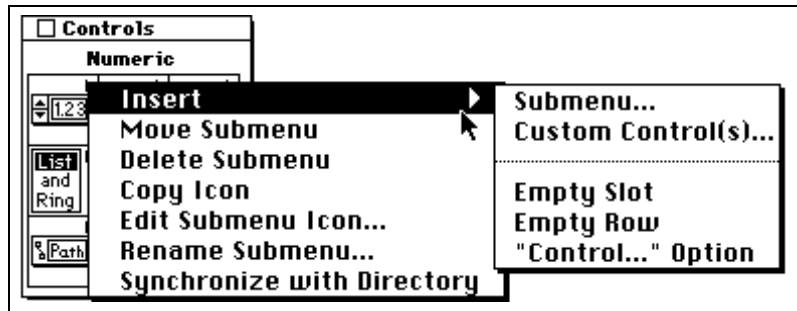 Controls
Numeric
1.23
List
and
Ring
Path
Insert
Move Submenu
Delete Submenu
Copy Icon
Edit Submenu Icon...
Rename Submenu...
Synchronize with Directory
Submenu...
Custom Control(s)...
Empty Slot
Empty Row
"Control..." Option